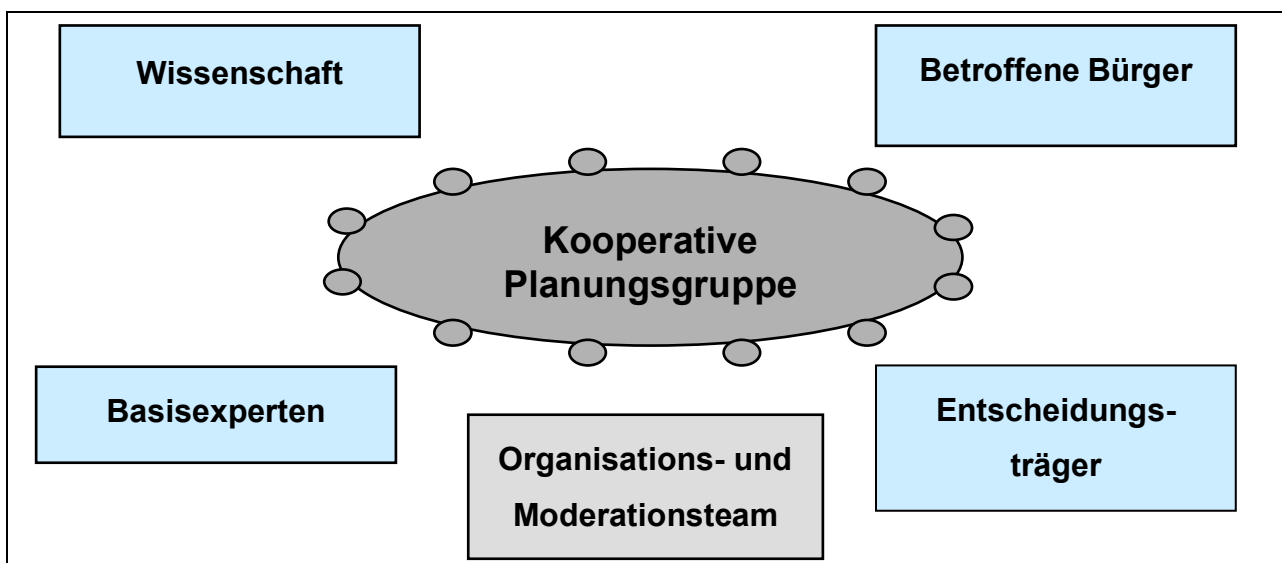 Wissenschaft
Betroffene Bürger
Kooperative
Planungsgruppe
Basisexperten
Entscheidungs-
träger
Organisations- und
Moderationsteam